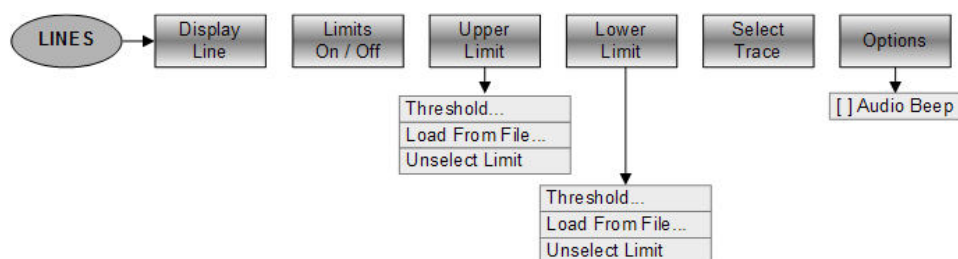 LINES
Display
Line
Limits
On / Off
Upper
Limit
Lower
Limit
Select
Trace
Options
Threshold...
Load From File...
Unselect Limit
[ ] Audio Beep
Threshold...
Load From File...
Unselect Limit